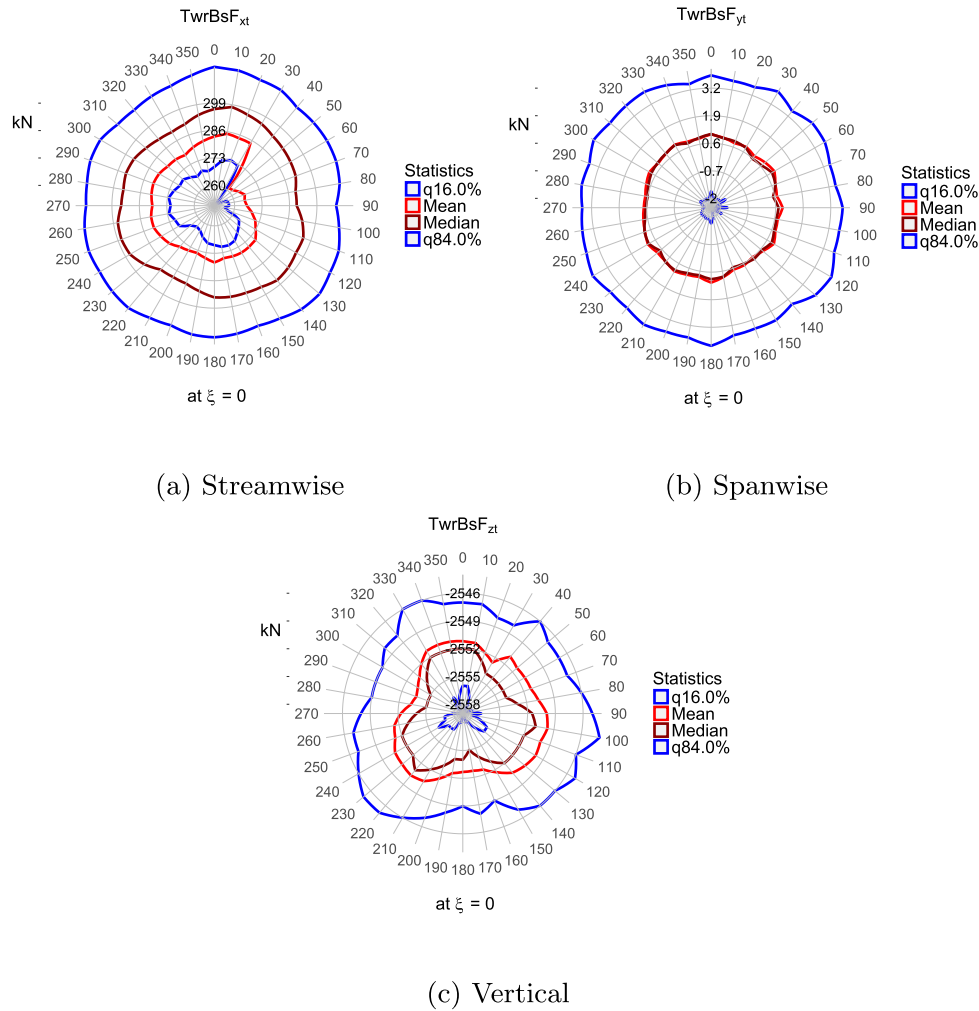 TwrBsFxt
0 10 20 30 40 50 60 70 80 90 100 110 120 130 140 150 160 170 180 190 200 210 220 230 240 250 260 270 280 290 300 310 320 330 340 350
299
286
273
260
kN
Statistics
q16.0%
Mean
Median
q84.0%
at ξ = 0
(a) Streamwise
TwrBsFyt
0 10 20 30 40 50 60 70 80 90 100 110 120 130 140 150 160 170 180 190 200 210 220 230 240 250 260 270 280 290 300 310 320 330 340 350
3.2
1.9
0.6
-0.7
-2
kN
Statistics
q16.0%
Mean
Median
q84.0%
at ξ = 0
(b) Spanwise
TwrBsFzt
0 10 20 30 40 50 60 70 80 90 100 110 120 130 140 150 160 170 180 190 200 210 220 230 240 250 260 270 280 290 300 310 320 330 340 350
-2546
-2549
-2552
-2555
-2558
kN
Statistics
q16.0%
Mean
Median
q84.0%
at ξ = 0
(c) Vertical